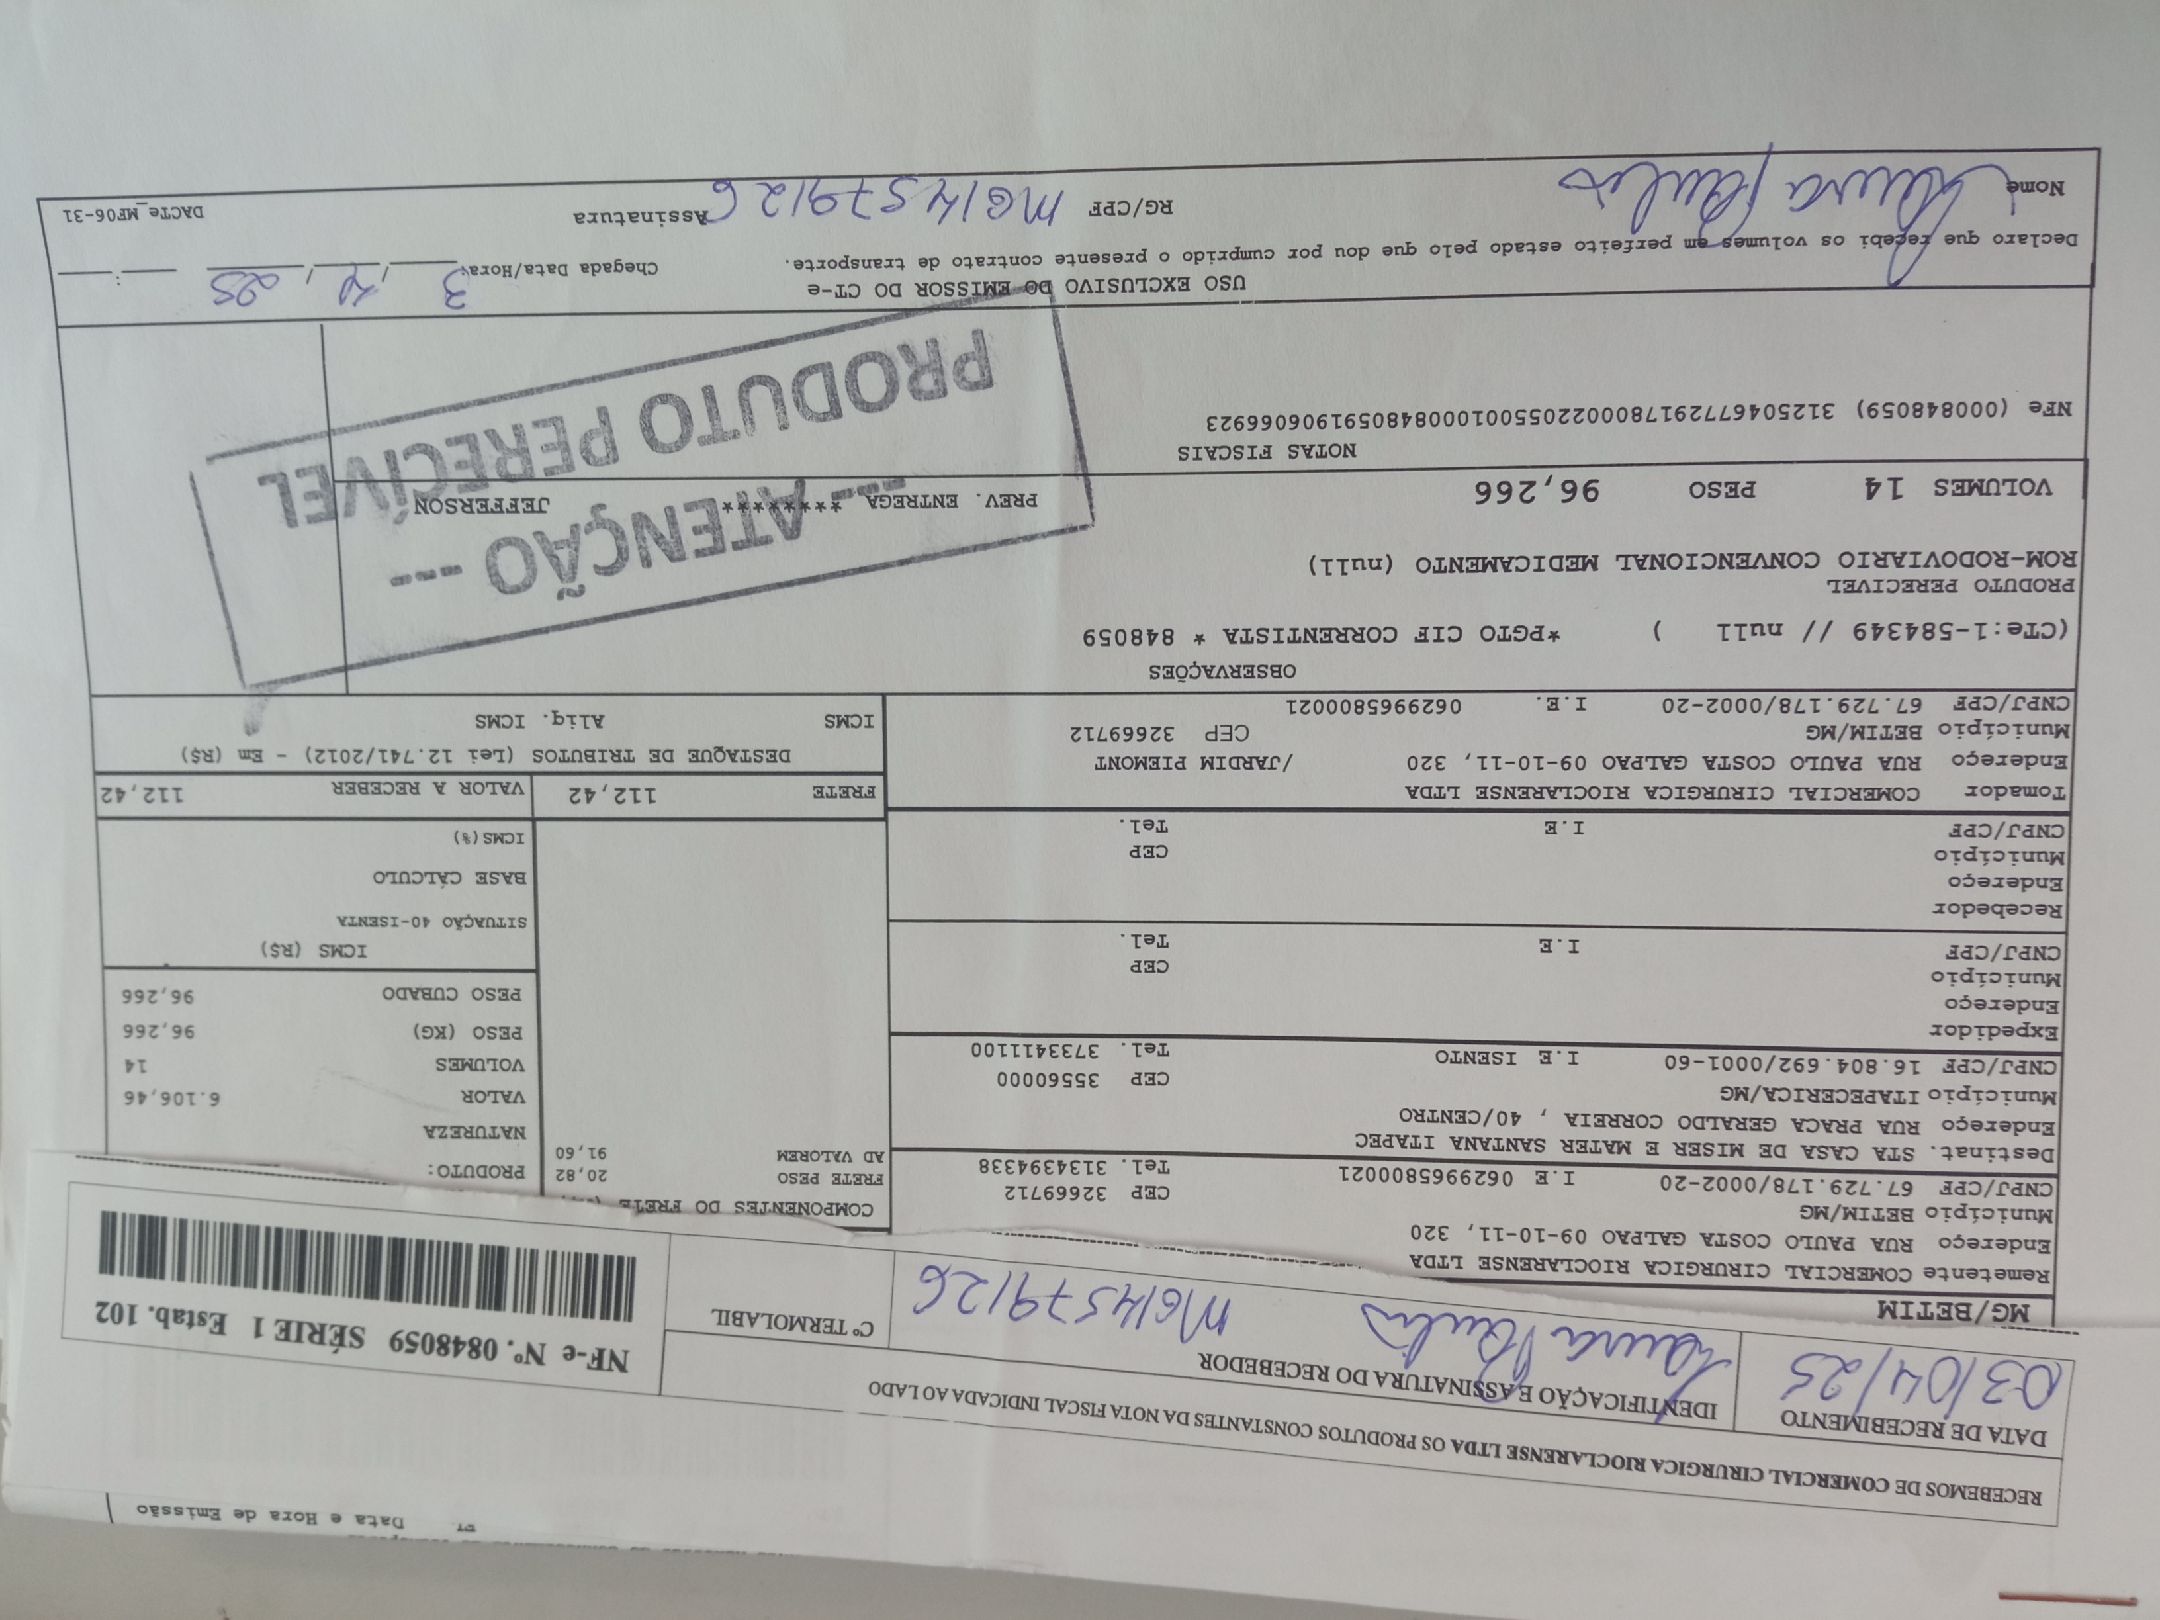 Data e Hora de Emissão
RECEBEMOS DE COMERCIAL CIRURGICA RIOCLARENSE LTDA OS PRODUTOS CONSTANTES DA NOTA FISCAL INDICADA AO LADO
DATA DE RECEBIMENTO
03/04/25
IDENTIFICAÇÃO E ASSINATURA DO RECEBEDOR
MG14579126
Cº TERMOLABIL
NF-e Nº. 0848059 SÉRIE 1 Estab. 102
MG/BETIM
Remetente COMERCIAL CIRURGICA RIOCLARENSE LTDA
Endereço RUA PAULO COSTA GALPAO 09-10-11, 320
Município BETIM/MG CEP 32669712
CNPJ/CPF 67.729.178/0002-20 I.E 0629965800021 Tel. 3134394338
Destinat. STA CASA DE MISER E MATER SANTANA ITAPEC
Endereço RUA PRACA GERALDO CORREIA , 40/CENTRO
Município ITAPECERICA/MG CEP 35560000
CNPJ/CPF 16.804.692/0001-60 I.E ISENTO Tel. 3733411100
Expedidor
Endereço
Município CEP
CNPJ/CPF I.E Tel.
Recebedor
Endereço
Município CEP
CNPJ/CPF I.E Tel.
Tomador COMERCIAL CIRURGICA RIOCLARENSE LTDA
Endereço RUA PAULO COSTA GALPAO 09-10-11, 320 /JARDIM PIEMONT
Município BETIM/MG CEP 32669712
CNPJ/CPF 67.729.178/0002-20 I.E. 0629965800021
COMPONENTES DO FRETE
FRETE PESO 20,82
AD VALOREM 91,60
PRODUTO:
NATUREZA
VALOR 6.106,46
VOLUMES 14
PESO (KG) 96,266
PESO CUBADO 96,266
ICMS (R$)
SITUAÇÃO 40-ISENTA
BASE CÁLCULO
ICMS(%)
FRETE 112,42 VALOR A RECEBER 112,42
DESTAQUE DE TRIBUTOS (Lei 12.741/2012) - Em (R$)
ICMS Aliq. ICMS
OBSERVAÇÕES
(CTe:1-584349 // null ) *PGTO CIF CORRENTISTA * 848059
PRODUTO PERECIVEL
ROM-RODOVIARIO CONVENCIONAL MEDICAMENTO (null)
VOLUMES 14 PESO 96,266 PREV. ENTREGA ******** JEFFERSON
--- ATENÇÃO ---
PRODUTO PERECÍVEL
NOTAS FISCAIS
NFe (000848059) 31250467729178000220550010008480591906066923
USO EXCLUSIVO DO EMISSOR DO CT-e
Declaro que recebi os volumes em perfeito estado pelo que dou por cumprido o presente contrato de transporte.
Chegada Data/Hora:
Nome
RG/CPF MG14579126 Assinatura
DACTe_MF06-31